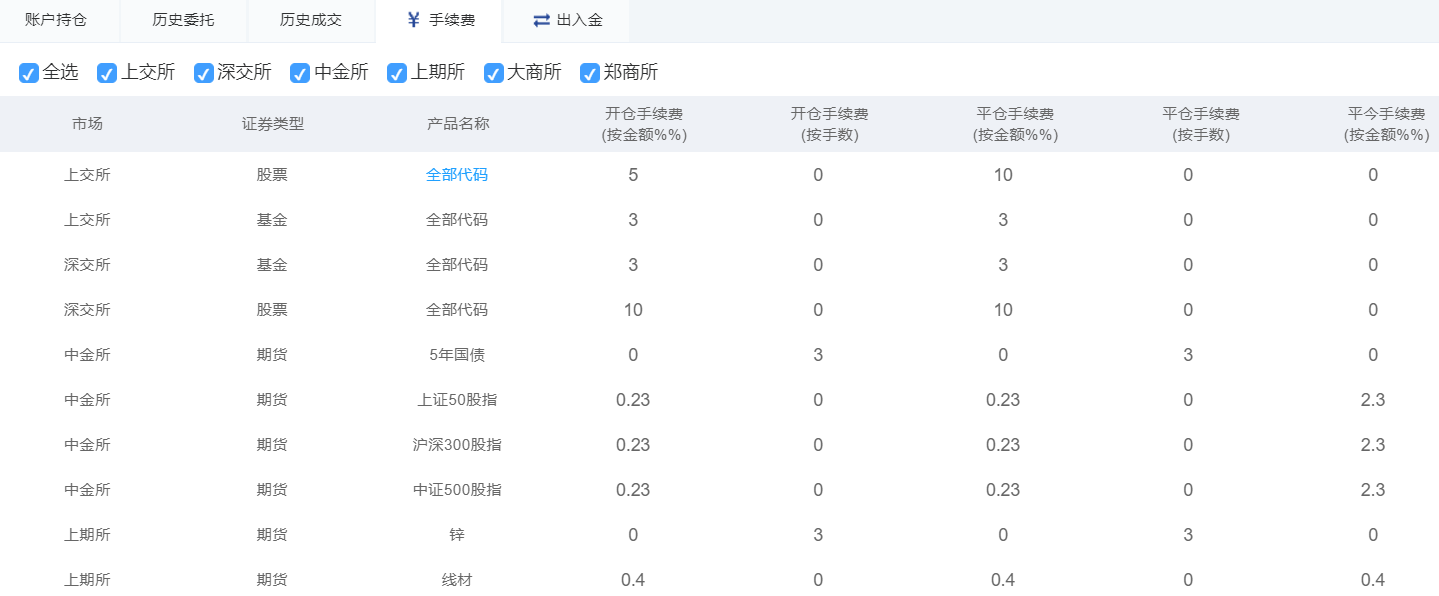 账户持仓 历史委托 历史成交 ¥ 手续费 出入金
全选 上交所 深交所 中金所 上期所 大商所 郑商所
市场 证券类型 产品名称 开仓手续费 (按金额%%) 开仓手续费 (按手数) 平仓手续费 (按金额%%) 平仓手续费 (按手数) 平今手续费 (按金额%%)
上交所 股票 全部代码 5 0 10 0 0
上交所 基金 全部代码 3 0 3 0 0
深交所 基金 全部代码 3 0 3 0 0
深交所 股票 全部代码 10 0 10 0 0
中金所 期货 5年国债 0 3 0 3 0
中金所 期货 上证50股指 0.23 0 0.23 0 2.3
中金所 期货 沪深300股指 0.23 0 0.23 0 2.3
中金所 期货 中证500股指 0.23 0 0.23 0 2.3
上期所 期货 锌 0 3 0 3 0
上期所 期货 线材 0.4 0 0.4 0 0.4